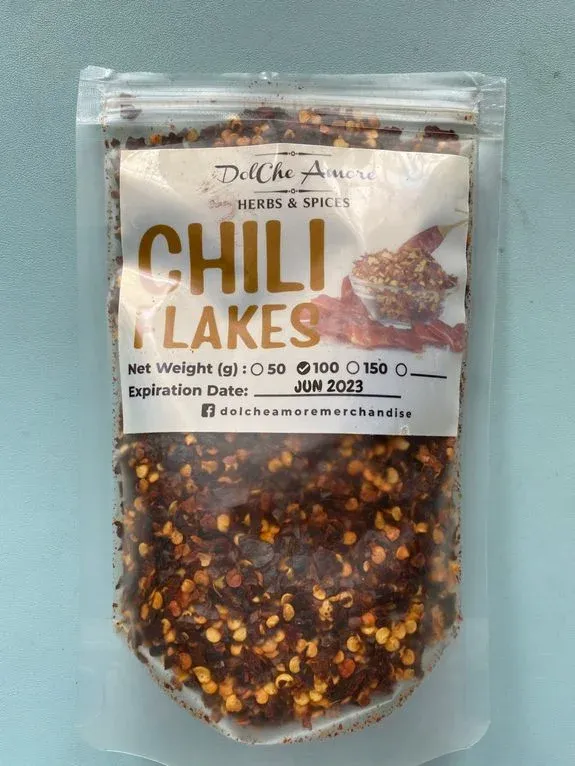 DolChe Amore
HERBS & SPICES
CHILI
FLAKES
Net Weight (g) : 50 100 150
Expiration Date: JUN 2023
dolcheamoremerchandise